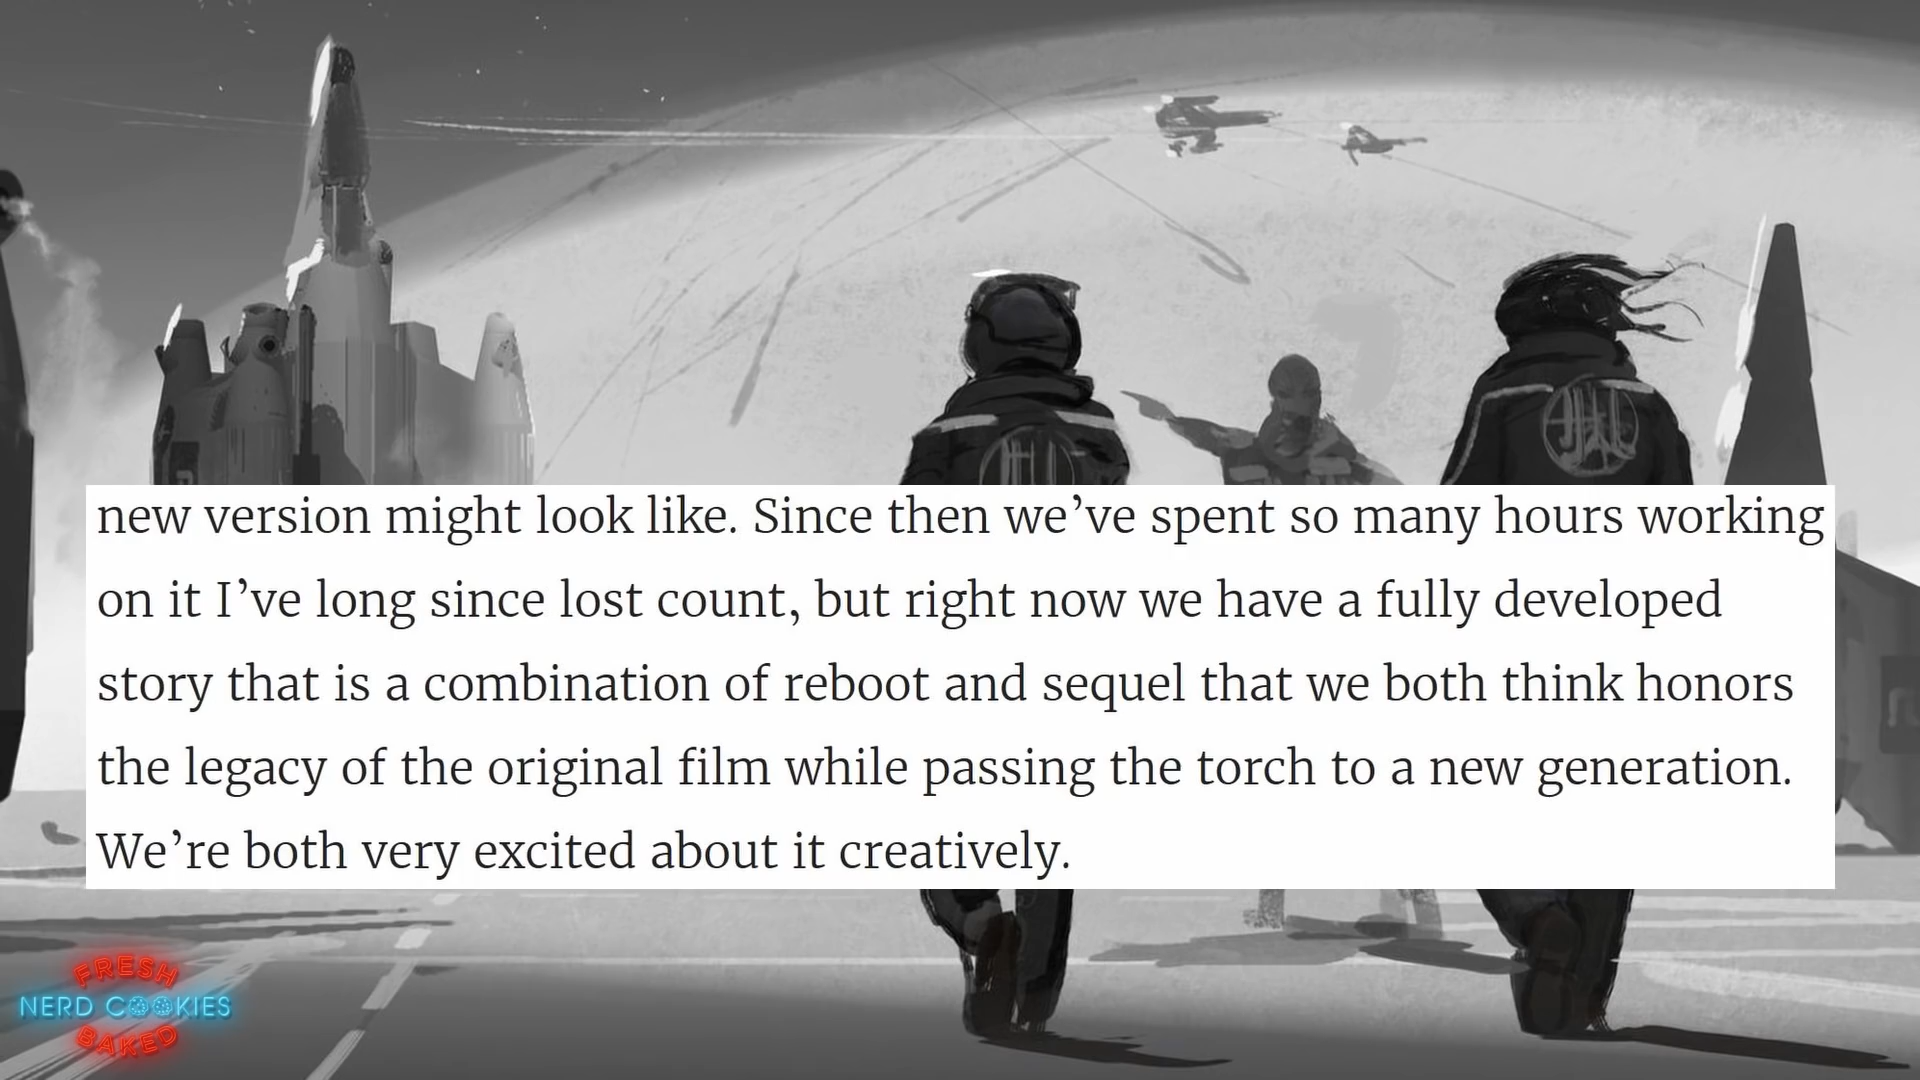 new version might look like. Since then we’ve spent so many hours working
on it I’ve long since lost count, but right now we have a fully developed
story that is a combination of reboot and sequel that we both think honors
the legacy of the original film while passing the torch to a new generation.
We’re both very excited about it creatively.
FRESH
NERD COOKIES
BAKED